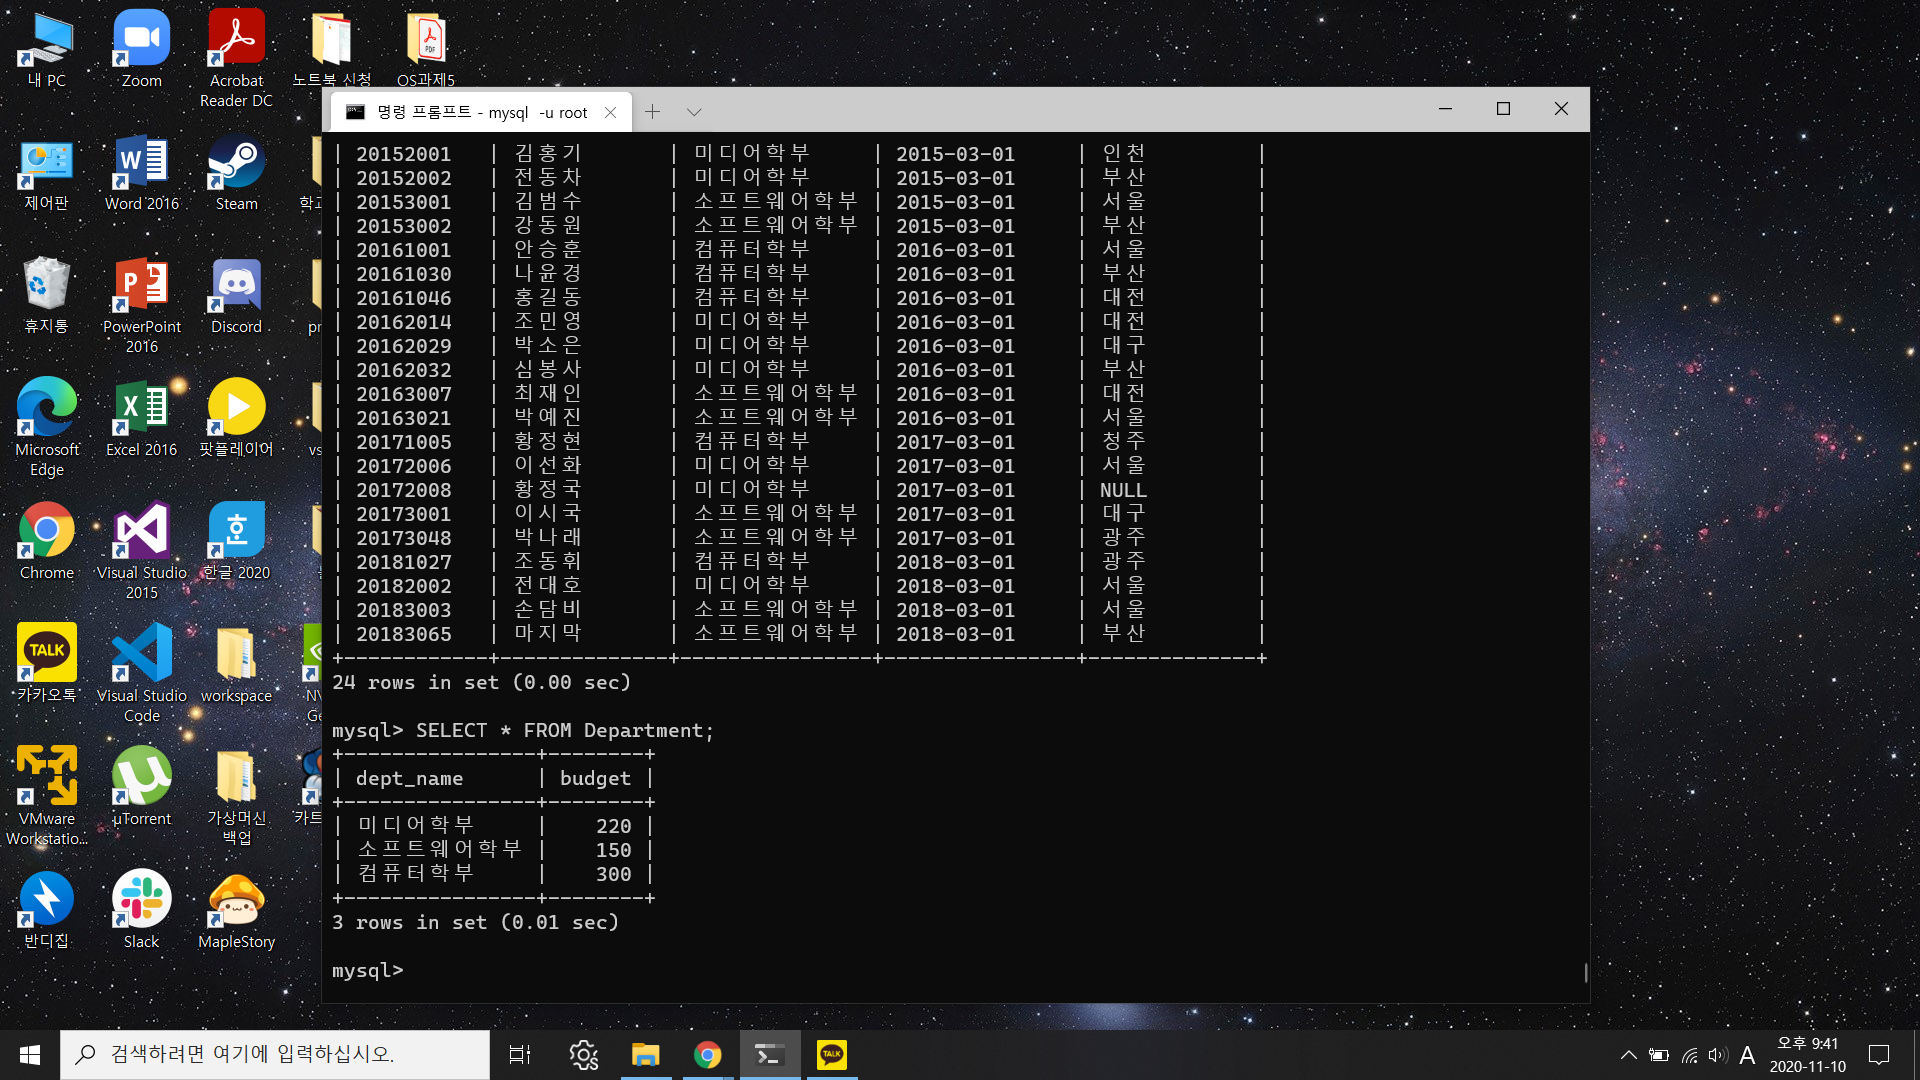 내 PC
Zoom
Acrobat Reader DC
노트북 신청
OS과제5
명령 프롬프트 - mysql  -u root
제어판
Word 2016
Steam
휴지통
PowerPoint 2016
Discord
Microsoft Edge
Excel 2016
팟플레이어
Chrome
Visual Studio 2015
한글 2020
카카오톡
Visual Studio Code
workspace
VMware Workstatio...
µTorrent
가상머신 백업
반디집
Slack
MapleStory
| 20152001   | 김홍기       | 미디어학부     | 2015-03-01     | 인천         |
| 20152002   | 전동차       | 미디어학부     | 2015-03-01     | 부산         |
| 20153001   | 김범수       | 소프트웨어학부 | 2015-03-01     | 서울         |
| 20153002   | 강동원       | 소프트웨어학부 | 2015-03-01     | 부산         |
| 20161001   | 안승훈       | 컴퓨터학부     | 2016-03-01     | 서울         |
| 20161030   | 나윤경       | 컴퓨터학부     | 2016-03-01     | 부산         |
| 20161046   | 홍길동       | 컴퓨터학부     | 2016-03-01     | 대전         |
| 20162014   | 조민영       | 미디어학부     | 2016-03-01     | 대전         |
| 20162029   | 박소은       | 미디어학부     | 2016-03-01     | 대구         |
| 20162032   | 심봉사       | 미디어학부     | 2016-03-01     | 부산         |
| 20163007   | 최재인       | 소프트웨어학부 | 2016-03-01     | 대전         |
| 20163021   | 박예진       | 소프트웨어학부 | 2016-03-01     | 서울         |
| 20171005   | 황정현       | 컴퓨터학부     | 2017-03-01     | 청주         |
| 20172006   | 이선화       | 미디어학부     | 2017-03-01     | 서울         |
| 20172008   | 황정국       | 미디어학부     | 2017-03-01     | NULL         |
| 20173001   | 이시국       | 소프트웨어학부 | 2017-03-01     | 대구         |
| 20173048   | 박나래       | 소프트웨어학부 | 2017-03-01     | 광주         |
| 20181027   | 조동휘       | 컴퓨터학부     | 2018-03-01     | 광주         |
| 20182002   | 전대호       | 미디어학부     | 2018-03-01     | 서울         |
| 20183003   | 손담비       | 소프트웨어학부 | 2018-03-01     | 서울         |
| 20183065   | 마지막       | 소프트웨어학부 | 2018-03-01     | 부산         |
24 rows in set (0.00 sec)
mysql> SELECT * FROM Department;
| dept_name      | budget |
| 미디어학부     |    220 |
| 소프트웨어학부 |    150 |
| 컴퓨터학부     |    300 |
3 rows in set (0.01 sec)
mysql>
검색하려면 여기에 입력하십시오.
TALK
A
오후 9:41
2020-11-10